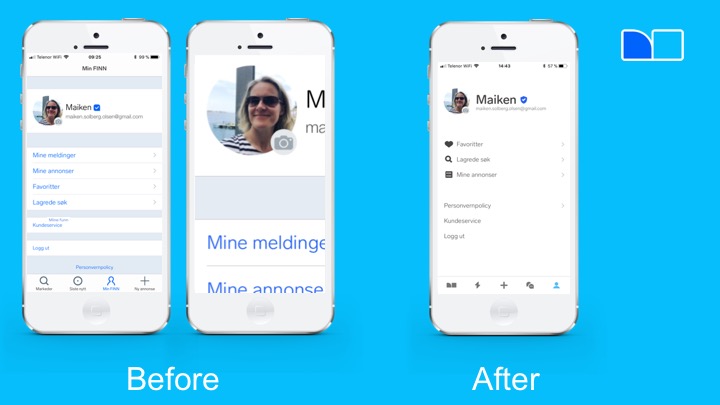 Telenor WiFi
09:25
99 %
Min FINN
Maiken
maiken.solberg.olsen@gmail.com
Mine meldinger
Mine annonser
Favoritter
Lagrede søk
Mine turer
Kundeservice
Logg ut
Personvernpolicy
Markeder
Siste nytt
Min FINN
Ny annonse
M
ma
Mine meldinge
Mine annonse
Telenor WiFi
14:43
57 %
Maiken
maiken.solberg.olsen@gmail.com
Favoritter
Lagrede søk
Mine annonser
Personvernpolicy
Kundeservice
Logg ut
Before
After